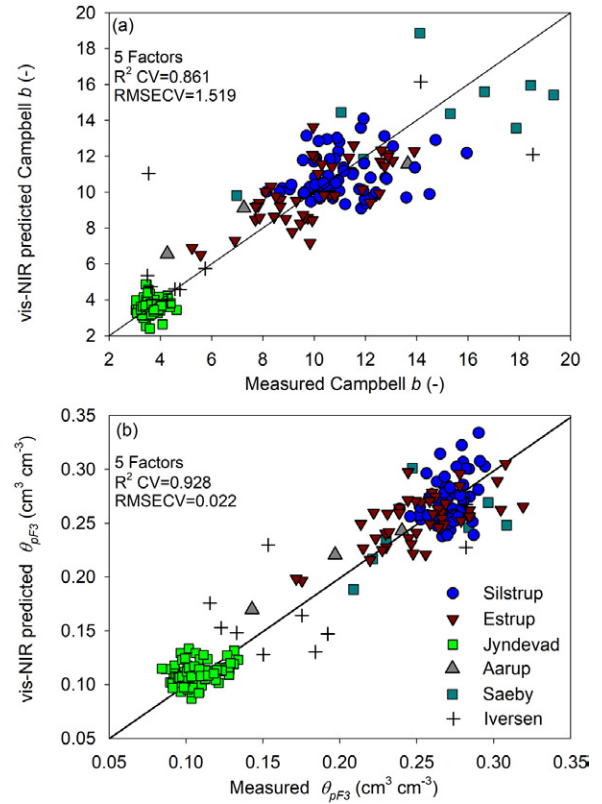 (a)
5 Factors
R² CV=0.861
RMSECV=1.519
vis-NIR predicted Campbell b (-)
20
18
16
14
12
10
8
6
4
2
2 4 6 8 10 12 14 16 18 20
Measured Campbell b (-)
(b)
5 Factors
R² CV=0.928
RMSECV=0.022
vis-NIR predicted θpF3 (cm³ cm⁻³)
0.35
0.30
0.25
0.20
0.15
0.10
0.05
Silstrup
Estrup
Jyndevad
Aarup
Saeby
Iversen
0.05 0.10 0.15 0.20 0.25 0.30 0.35
Measured θpF3 (cm³ cm⁻³)